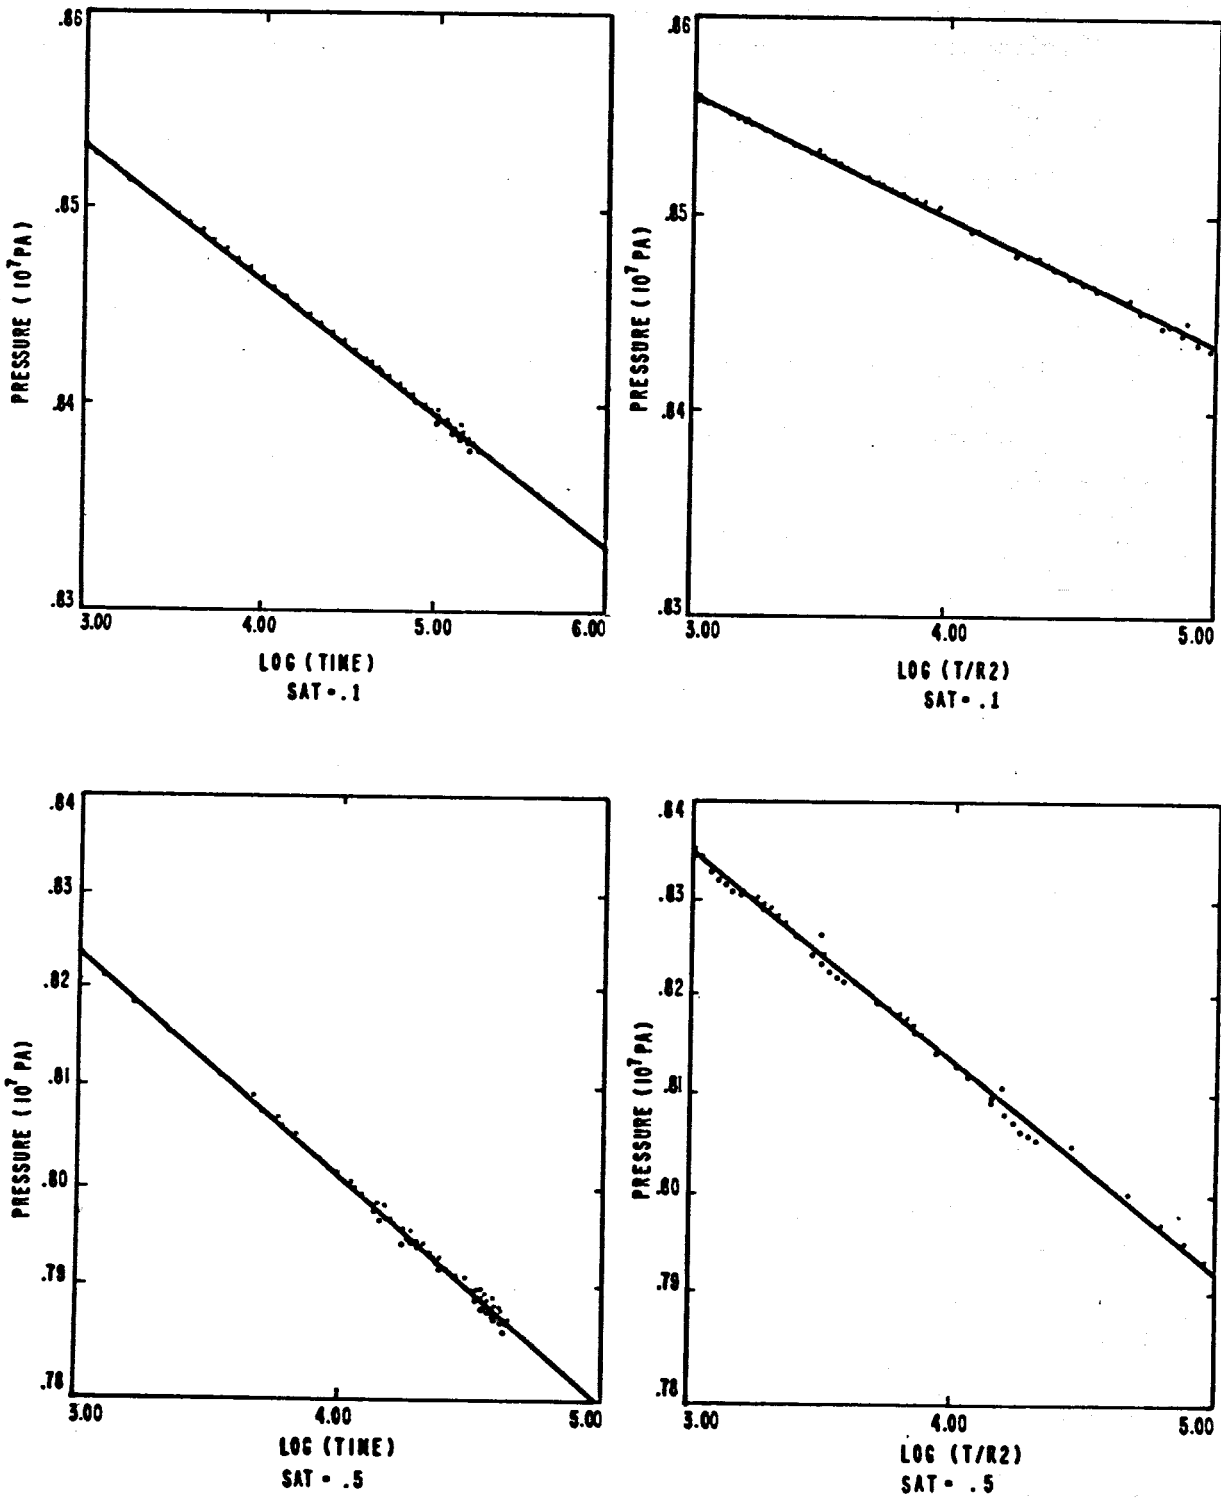 .86
.85
.84
.83
PRESSURE (10⁷PA)
3.00 4.00 5.00 6.00
LOG (TIME)
SAT = .1
.86
.85
.84
.83
PRESSURE (10⁷PA)
3.00 4.00 5.00
LOG (T/R2)
SAT = .1
.84
.83
.82
.81
.80
.79
.78
PRESSURE (10⁷PA)
3.00 4.00 5.00
LOG (TIME)
SAT = .5
.84
.83
.82
.81
.80
.79
.78
PRESSURE (10⁷PA)
3.00 4.00 5.00
LOG (T/R2)
SAT = .5